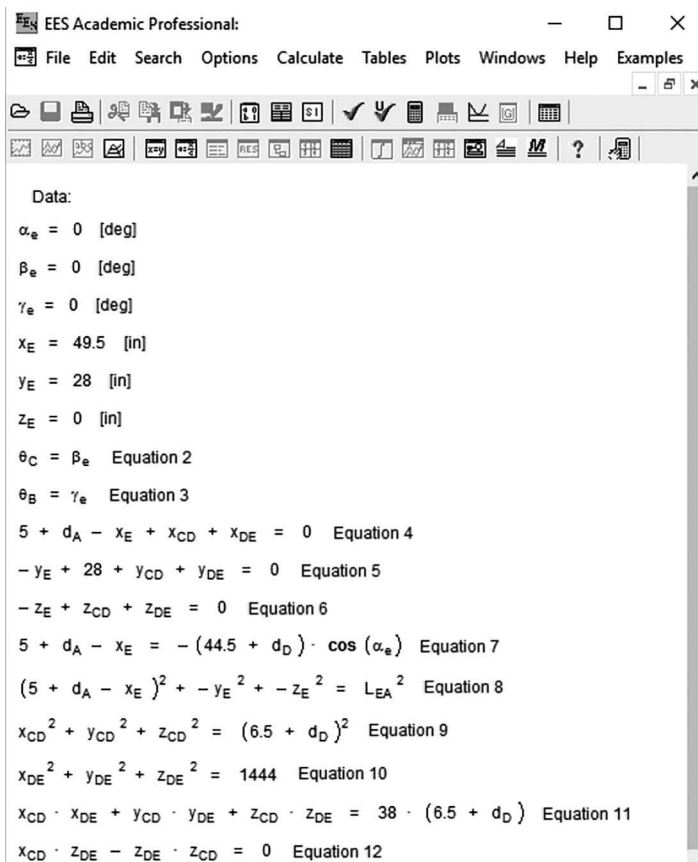 EES Academic Professional:
File Edit Search Options Calculate Tables Plots Windows Help Examples
Data:
αe = 0 [deg]
βe = 0 [deg]
γe = 0 [deg]
xE = 49.5 [in]
yE = 28 [in]
zE = 0 [in]
θC = βe Equation 2
θB = γe Equation 3
5 + dA − xE + xCD + xDE = 0 Equation 4
− yE + 28 + yCD + yDE = 0 Equation 5
− zE + zCD + zDE = 0 Equation 6
5 + dA − xE = − (44.5 + dD) · cos (αe) Equation 7
(5 + dA − xE)² + − yE² + − zE² = LEA² Equation 8
xCD² + yCD² + zCD² = (6.5 + dD)² Equation 9
xDE² + yDE² + zDE² = 1444 Equation 10
xCD · xDE + yCD · yDE + zCD · zDE = 38 · (6.5 + dD) Equation 11
xCD · zDE − zDE · zCD = 0 Equation 12